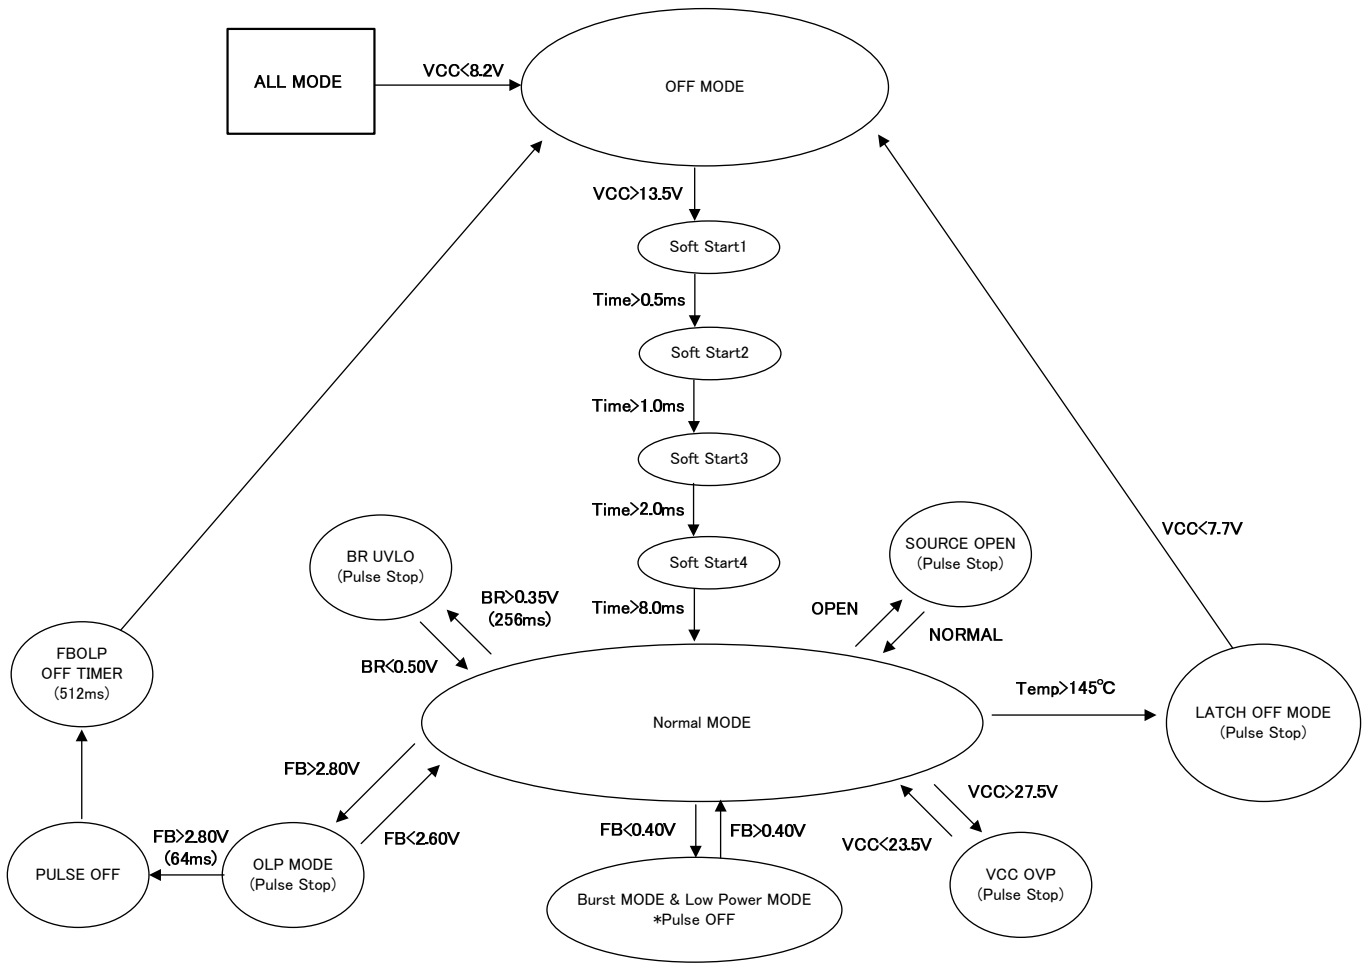 ALL MODE
VCC<8.2V
OFF MODE
VCC>13.5V
Soft Start1
Time>0.5ms
Soft Start2
Time>1.0ms
Soft Start3
Time>2.0ms
Soft Start4
Time>8.0ms
BR UVLO
(Pulse Stop)
BR>0.35V
(256ms)
BR<0.50V
SOURCE OPEN
(Pulse Stop)
OPEN
NORMAL
VCC<7.7V
FBOLP
OFF TIMER
(512ms)
Normal MODE
Temp>145℃
LATCH OFF MODE
(Pulse Stop)
FB>2.80V
FB<2.60V
FB>2.80V
(64ms)
PULSE OFF
OLP MODE
(Pulse Stop)
FB<0.40V
FB>0.40V
Burst MODE & Low Power MODE
*Pulse OFF
VCC>27.5V
VCC<23.5V
VCC OVP
(Pulse Stop)